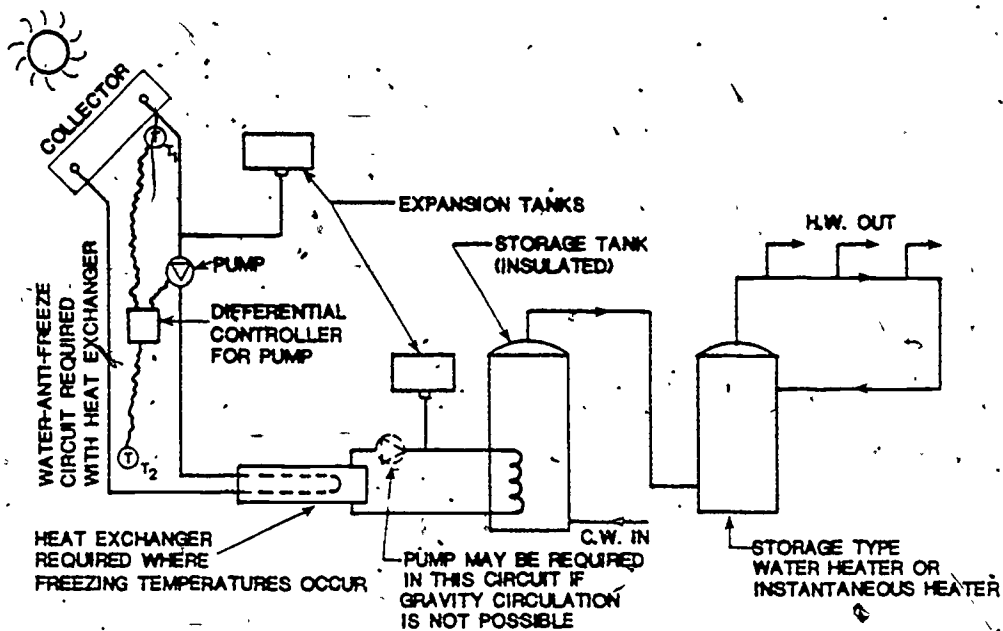 COLLECTOR
T T1
EXPANSION TANKS
H.W. OUT
STORAGE TANK
(INSULATED)
PUMP
DIFFERENTIAL
CONTROLLER
FOR PUMP
WATER-ANTI-FREEZE
CIRCUIT REQUIRED
WITH HEAT EXCHANGER
T T2
C.W. IN
HEAT EXCHANGER
REQUIRED WHERE
FREEZING TEMPERATURES OCCUR
PUMP MAY BE REQUIRED
IN THIS CIRCUIT IF
GRAVITY CIRCULATION
IS NOT POSSIBLE
STORAGE TYPE
WATER HEATER OR
INSTANTANEOUS HEATER